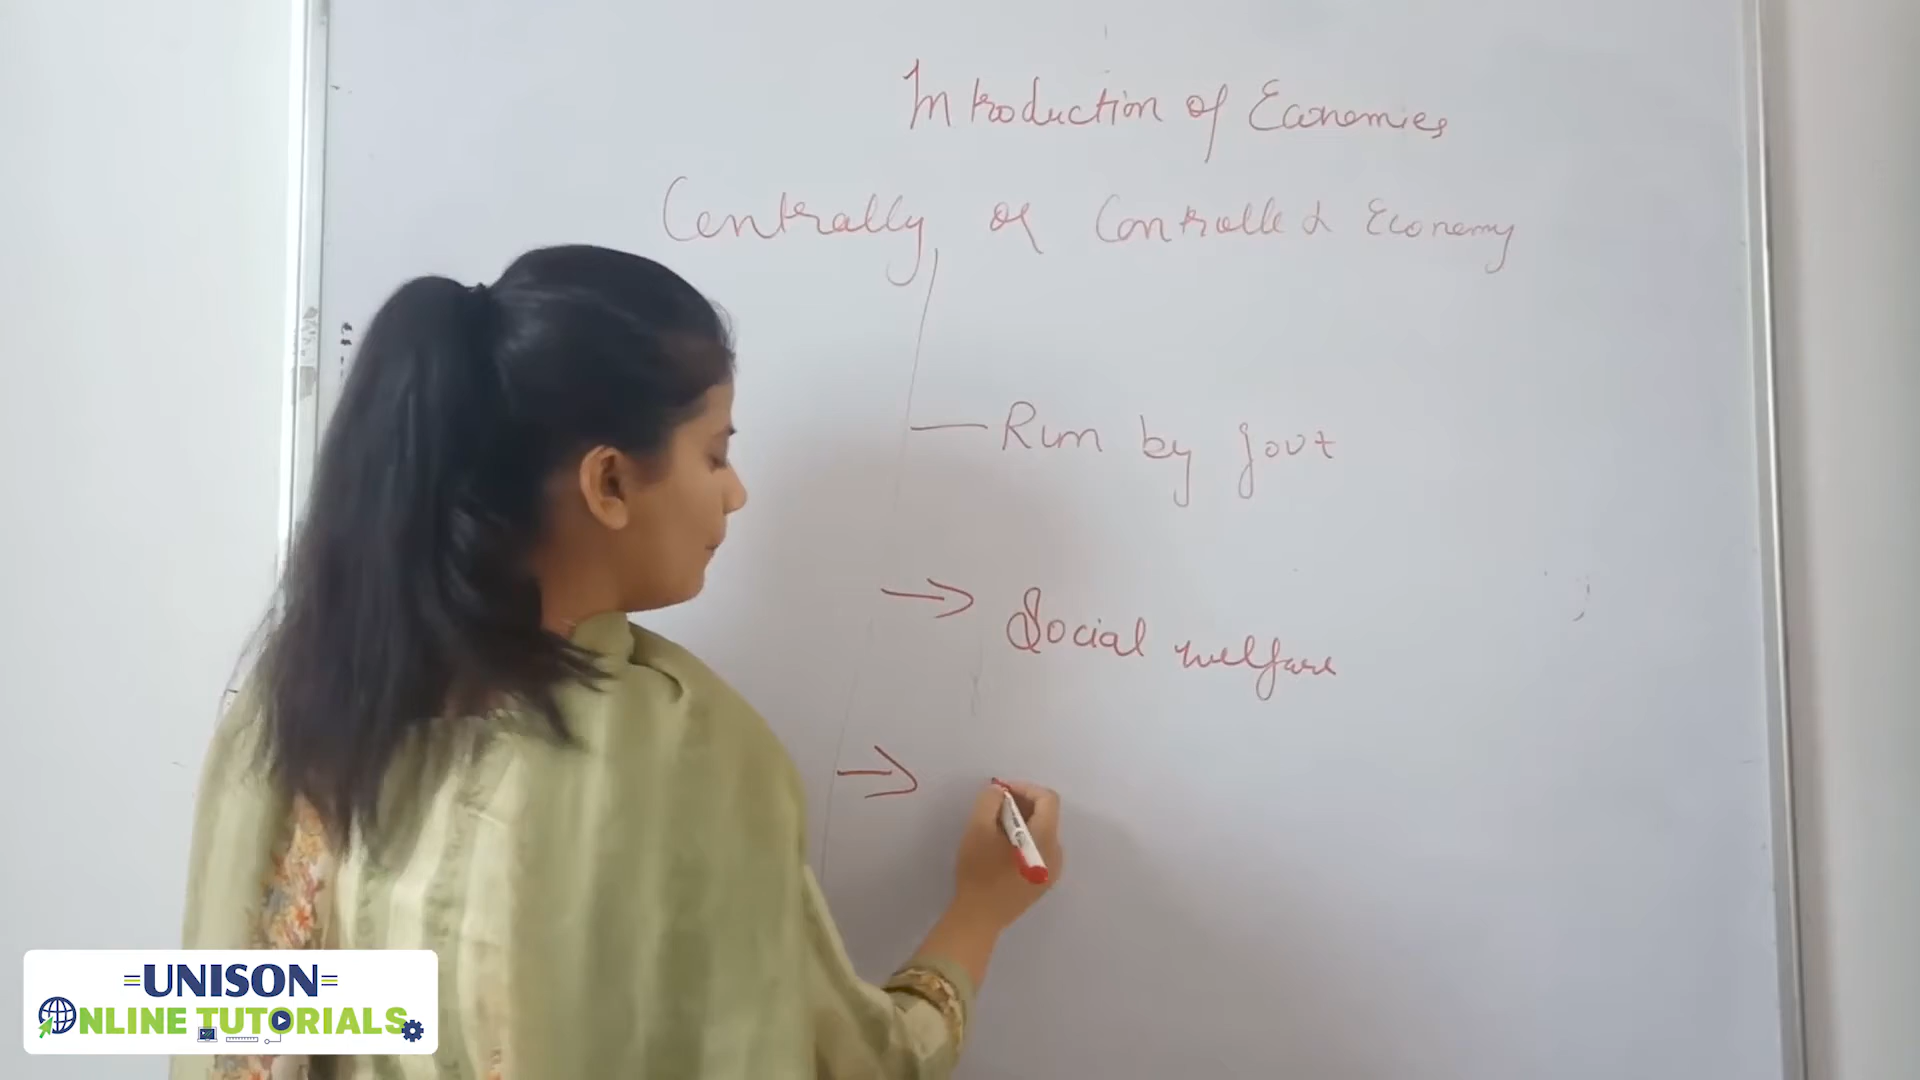 Introduction of Economies
Centrally or Controlled Economy
Run by govt
Social welfare
UNISON
ONLINE TUTORIALS